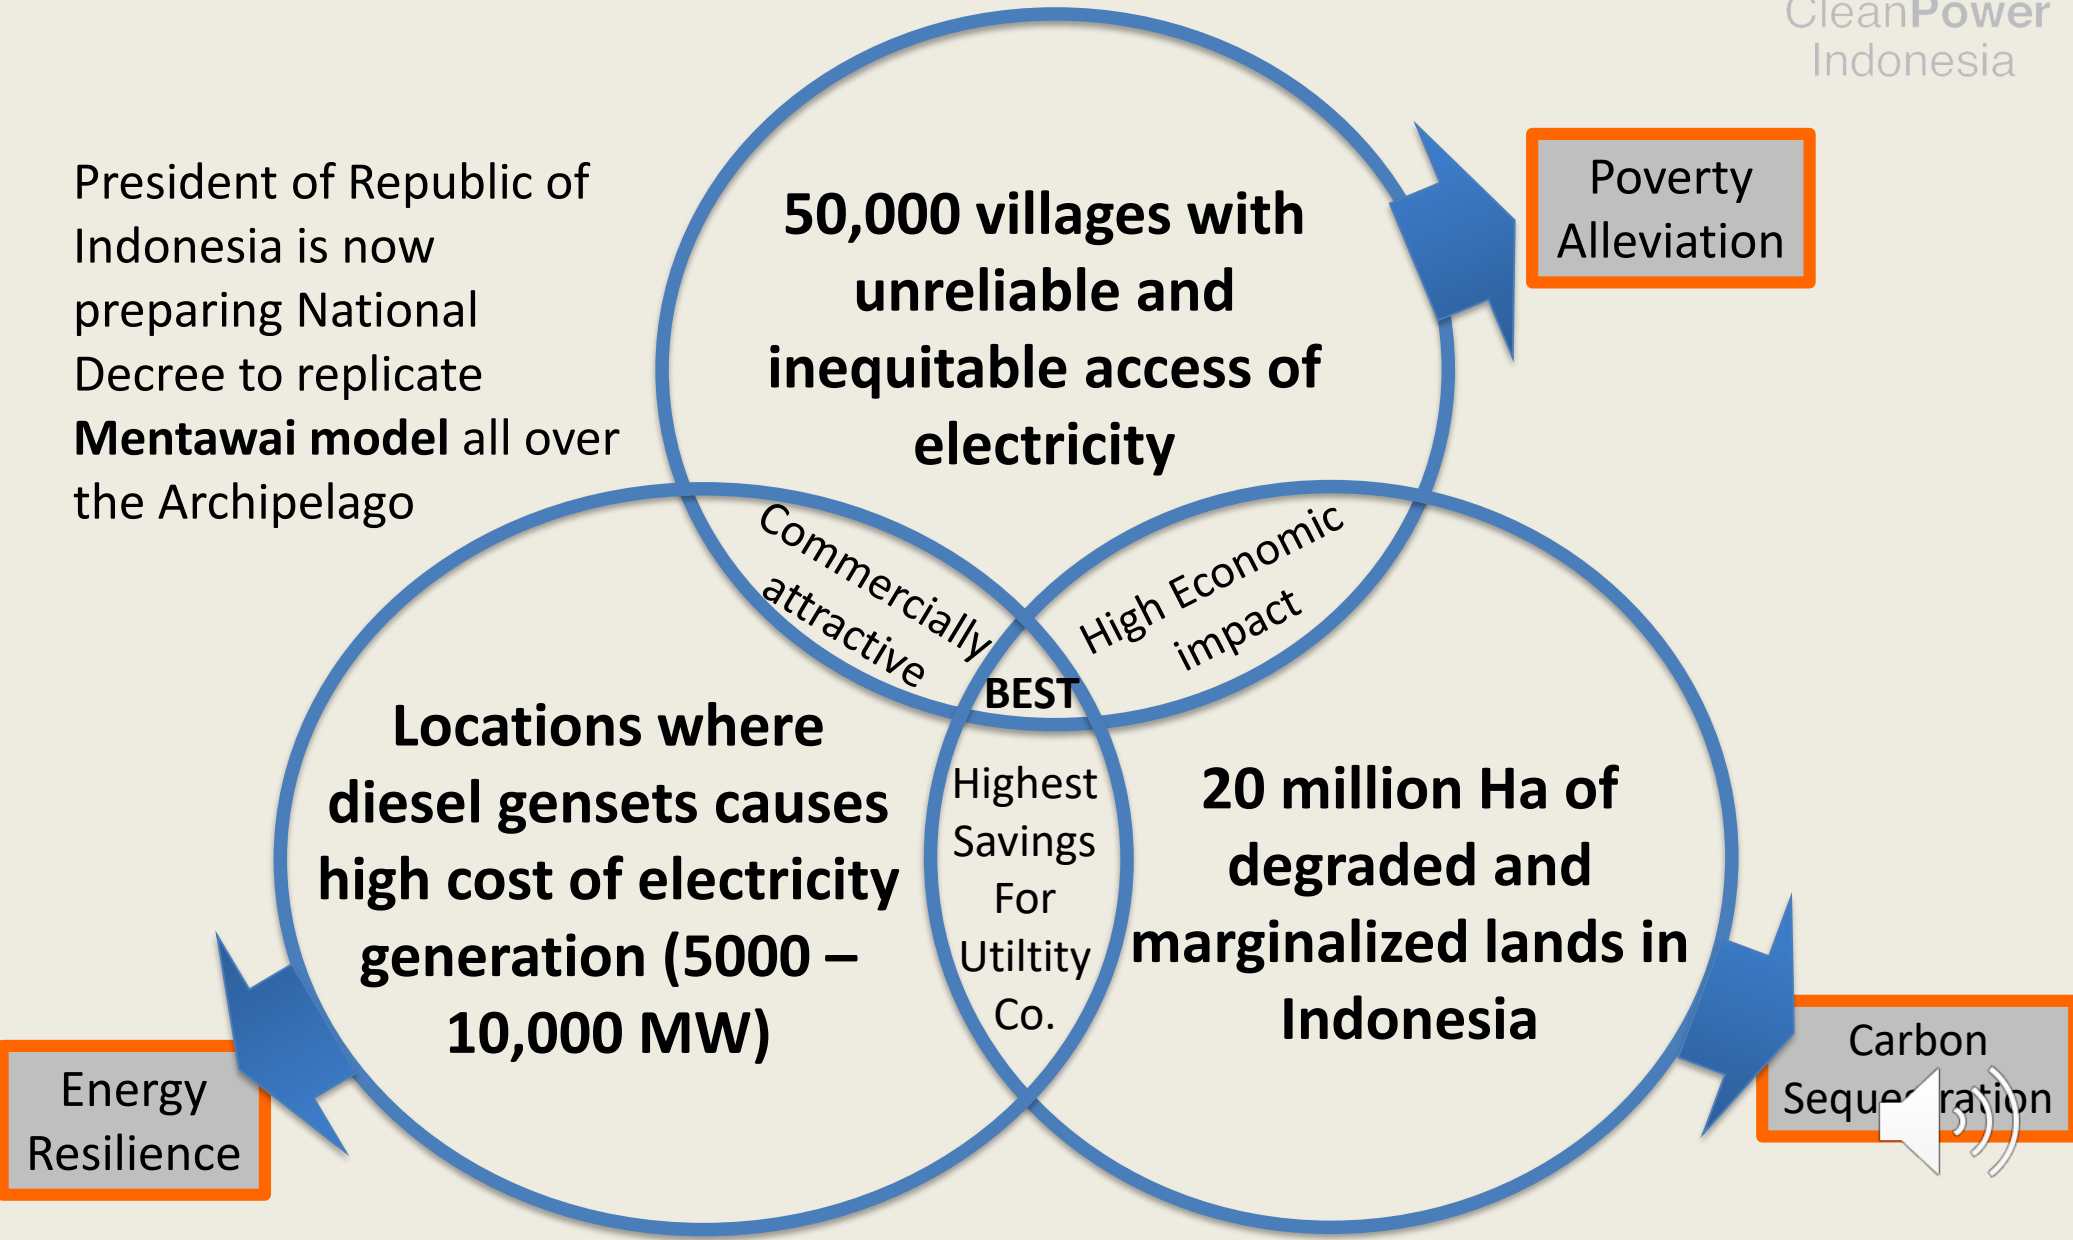 CleanPower
Indonesia
President of Republic of
Indonesia is now
preparing National
Decree to replicate
Mentawai model all over
the Archipelago
50,000 villages with
unreliable and
inequitable access of
electricity
Poverty
Alleviation
Commercially
attractive
High Economic
impact
BEST
Locations where
diesel gensets causes
high cost of electricity
generation (5000 –
10,000 MW)
Highest
Savings
For
Utiltity
Co.
20 million Ha of
degraded and
marginalized lands in
Indonesia
Energy
Resilience
Carbon
Sequestration